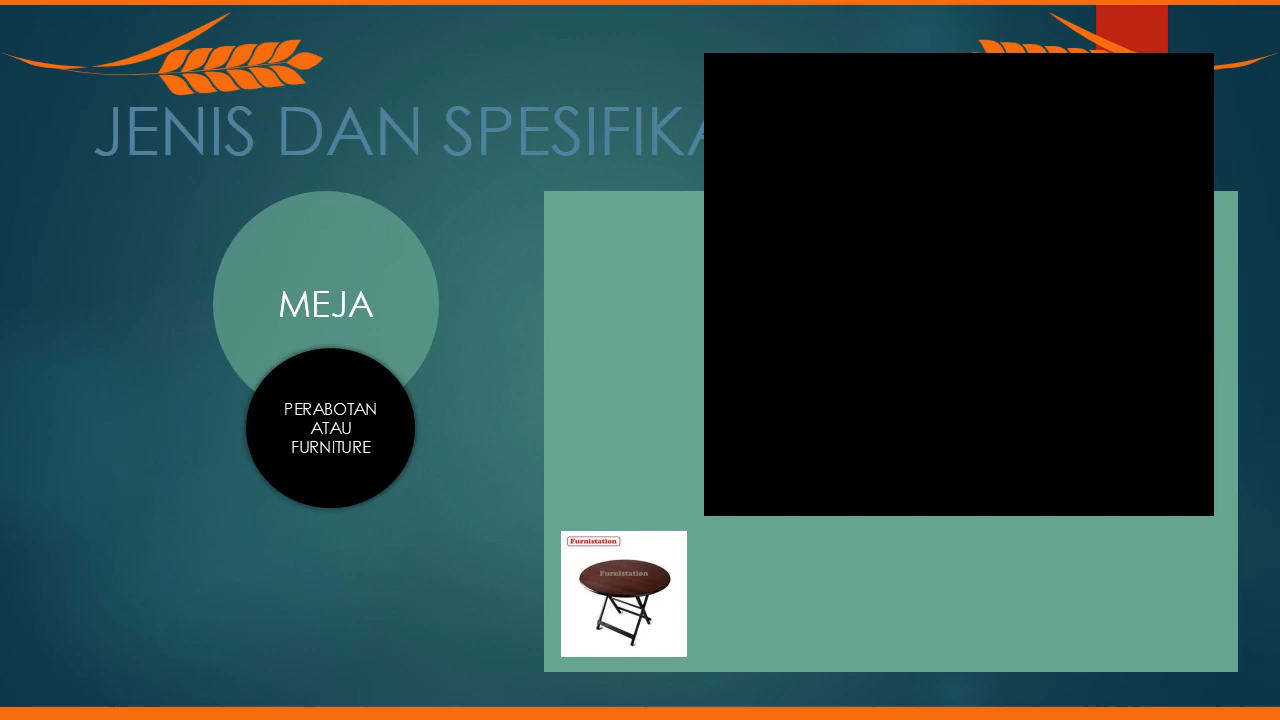 JENIS DAN SPESIFIKA
MEJA
PERABOTAN
ATAU
FURNITURE
Furnistation
Furnistation